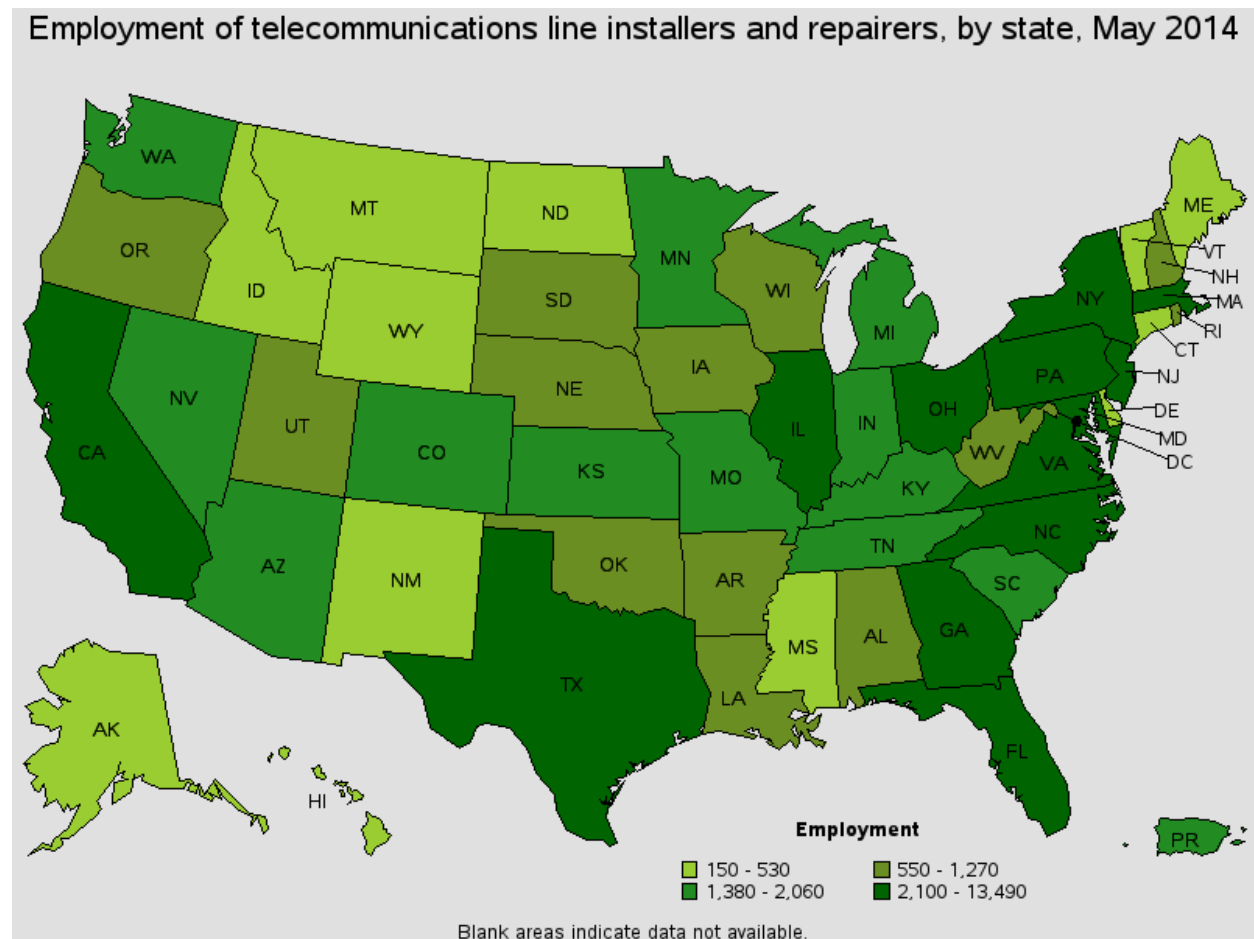 Employment of telecommunications line installers and repairers, by state, May 2014
WA
MT
ND
ME
OR
MN
VT
ID
SD
WI
NH
WY
NY
MA
MI
RI
CT
IA
NE
PA
NJ
NV
OH
UT
IL
IN
DE
CA
CO
MD
WV
VA
DC
KS
MO
KY
NC
AZ
TN
OK
NM
AR
SC
GA
MS
AL
TX
LA
AK
FL
HI
Employment
PR
150 - 530
550 - 1,270
1,380 - 2,060
2,100 - 13,490
Blank areas indicate data not available.